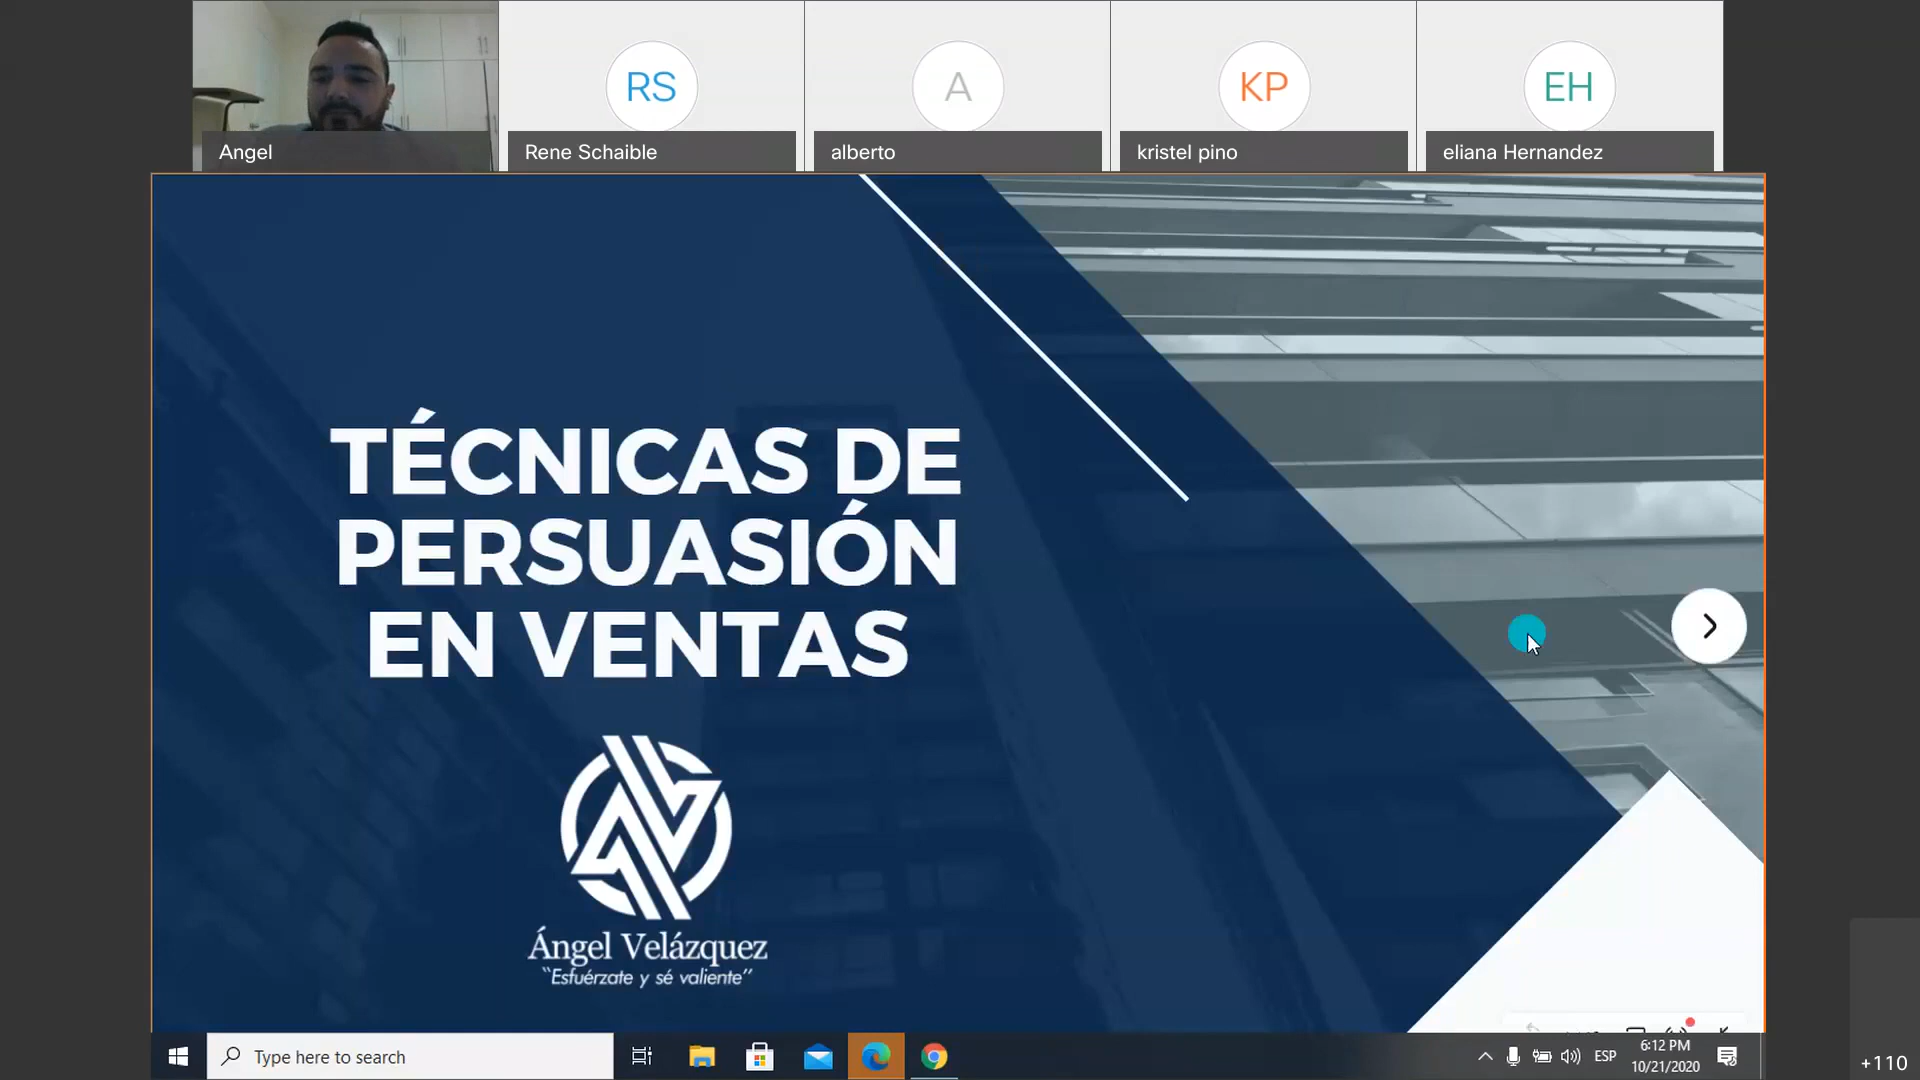 RS
A
KP
EH
Angel
Rene Schaible
alberto
kristel pino
eliana Hernandez
TÉCNICAS DE
PERSUASIÓN
EN VENTAS
Ángel Velázquez
"Esfuérzate y sé valiente"
Type here to search
ESP
6:12 PM
10/21/2020
+110